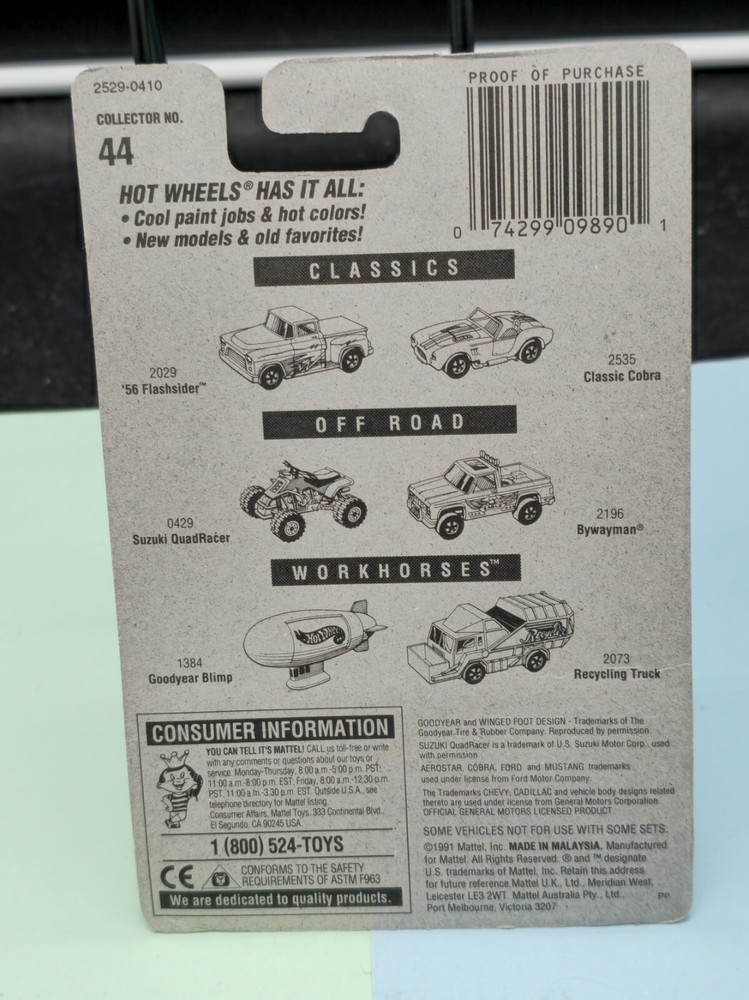 2529-0410
COLLECTOR NO.
44
PROOF OF PURCHASE
0 74299 09890 1
HOT WHEELS® HAS IT ALL:
• Cool paint jobs & hot colors!
• New models & old favorites!
CLASSICS
2029
'56 Flashsider™
2535
Classic Cobra
OFF ROAD
0429
Suzuki QuadRacer
2196
Bywayman®
WORKHORSES™
Hot Wheels
1384
Goodyear Blimp
2073
Recycling Truck
CONSUMER INFORMATION
YOU CAN TELL IT'S MATTEL! CALL us toll-free or write
with any comments or questions about our toys or
service. Monday-Thursday, 8:00 a.m.-5:00 p.m. PST;
11:00 a.m.-8:00 p.m. EST; Friday, 8:00 a.m.-12:30 p.m.
PST, 11:00 a.m.-3:30 p.m. EST. Outside U.S.A., see
telephone directory for Mattel listing.
Consumer Affairs, Mattel Toys, 333 Continental Blvd.,
El Segundo, CA 90245 USA.
1 (800) 524-TOYS
CE
CONFORMS TO THE SAFETY
REQUIREMENTS OF ASTM F963
We are dedicated to quality products.
GOODYEAR and WINGED FOOT DESIGN - Trademarks of The
Goodyear Tire & Rubber Company. Reproduced by permission.
SUZUKI QuadRacer is a trademark of U.S. Suzuki Motor Corp., used
with permission
AEROSTAR, COBRA, FORD and MUSTANG trademarks
used under license from Ford Motor Company.
The Trademarks CHEVY, CADILLAC and vehicle body designs related
thereto are used under license from General Motors Corporation.
OFFICIAL GENERAL MOTORS LICENSED PRODUCT.
SOME VEHICLES NOT FOR USE WITH SOME SETS.
©1991 Mattel, Inc. MADE IN MALAYSIA. Manufactured
for Mattel. All Rights Reserved. ® and ™ designate
U.S. trademarks of Mattel, Inc. Retain this address
for future reference. Mattel U.K., Ltd., Meridian West,
Leicester LE3 2WT. Mattel Australia Pty., Ltd.,
Port Melbourne, Victoria 3207
PP